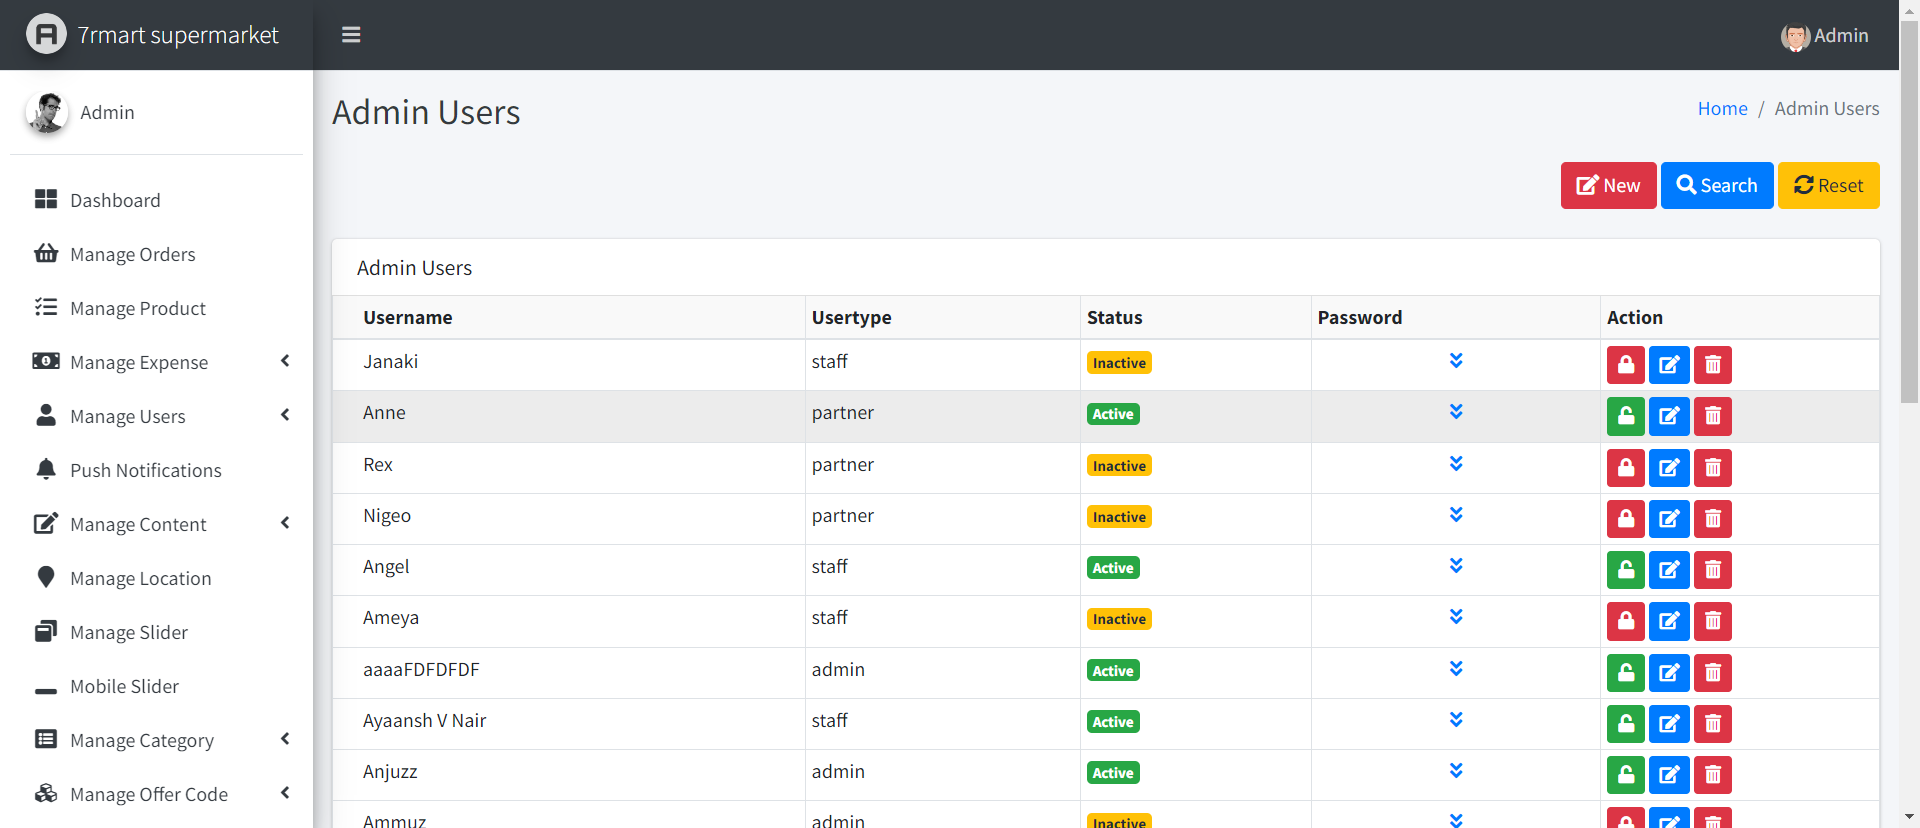 7rmart supermarket
Admin
Admin
Dashboard
Manage Orders
Manage Product
Manage Expense
Manage Users
Push Notifications
Manage Content
Manage Location
Manage Slider
Mobile Slider
Manage Category
Manage Offer Code
Admin Users
Home / Admin Users
New Search Reset
Admin Users
Username Usertype Status Password Action
Janaki staff Inactive
Anne partner Active
Rex partner Inactive
Nigeo partner Inactive
Angel staff Active
Ameya staff Inactive
aaaaFDFDFDF admin Active
Ayaansh V Nair staff Active
Anjuzz admin Active
Ammuz admin Inactive